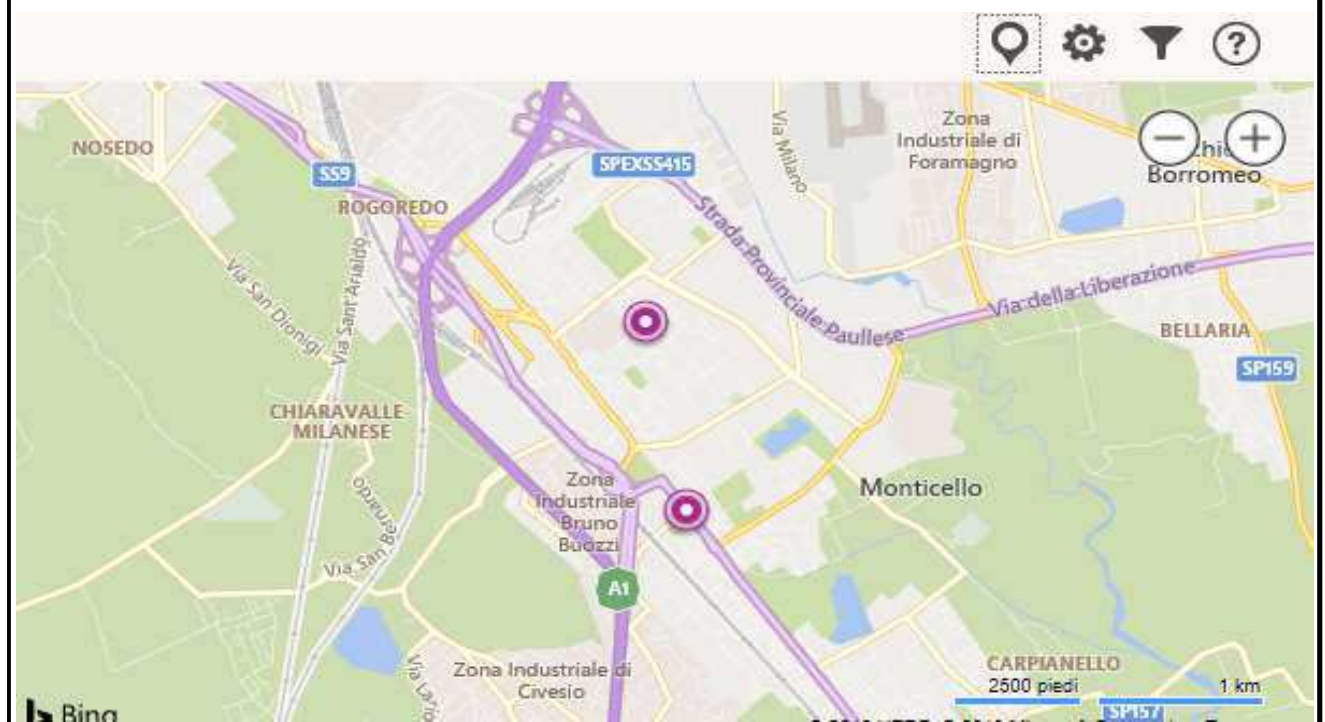 ?
NOSEDO
SS9
SPEXSS415
Via Milano
Zona
Industriale di
Foramagno
Borromeo
ROGOREDO
Via San Dionigi
Via Sant'Arialdo
Strada Provinciale Paullese
Via della Liberazione
BELLARIA
SP159
CHIARAVALLE
MILANESE
Zona
Industriale
Bruno
Buozzi
Monticello
Via San Bernardo
A1
Zona Industriale di
Civesio
CARPIANELLO
2500 piedi
1 km
SP157
Bing